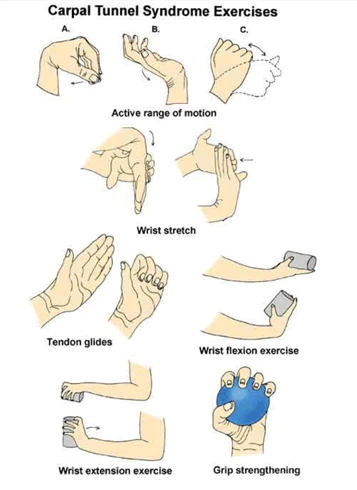 Carpal Tunnel Syndrome Exercises
A. B. C.
Active range of motion
Wrist stretch
Tendon glides
Wrist flexion exercise
Wrist extension exercise
Grip strengthening